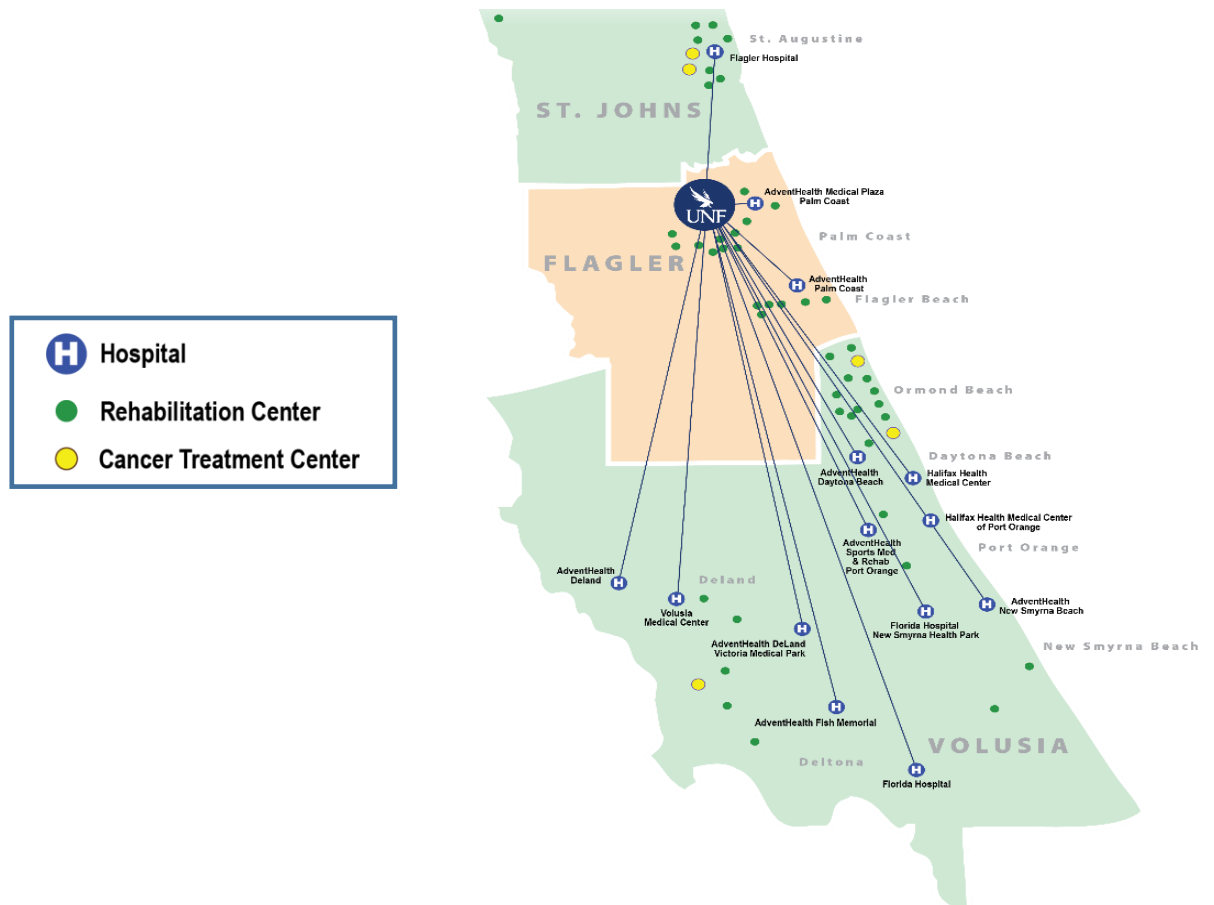 St. Augustine
Flagler Hospital
ST. JOHNS
AdventHealth Medical Plaza
Palm Coast
UNF
Palm Coast
FLAGLER
AdventHealth
Palm Coast
Flagler Beach
H Hospital
Rehabilitation Center
Cancer Treatment Center
Ormond Beach
Daytona Beach
AdventHealth
Daytona Beach
Halifax Health
Medical Center
Halifax Health Medical Center
of Port Orange
Port Orange
AdventHealth
Sports Med
& Rehab
Port Orange
AdventHealth
Deland
Deland
Volusia
Medical Center
AdventHealth
New Smyrna Beach
Florida Hospital
New Smyrna Health Park
AdventHealth DeLand
Victoria Medical Park
New Smyrna Beach
AdventHealth Fish Memorial
VOLUSIA
Deltona
Florida Hospital